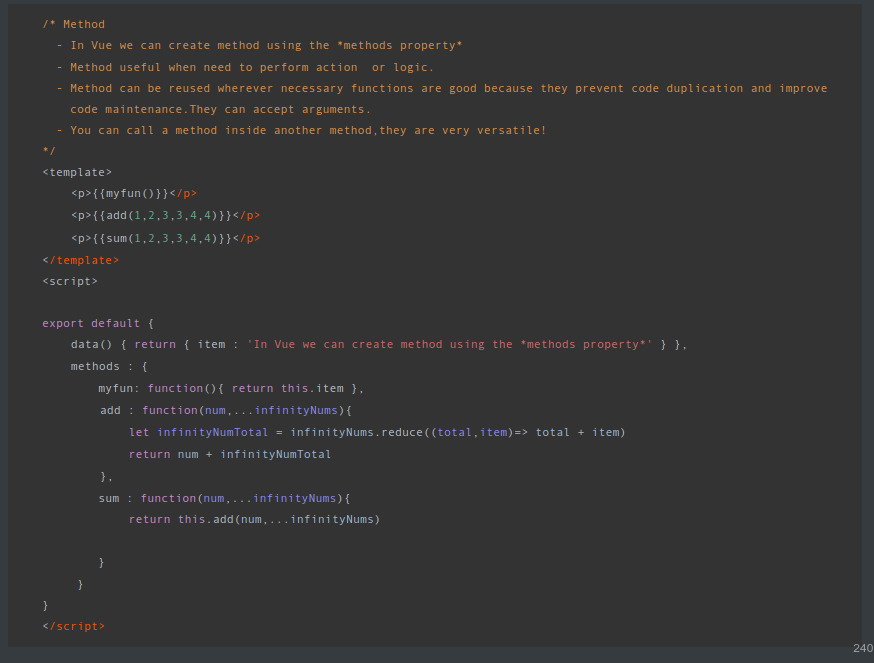 /* Method
- In Vue we can create method using the *methods property*
- Method useful when need to perform action  or logic.
- Method can be reused wherever necessary functions are good because they prevent code duplication and improve
code maintenance.They can accept arguments.
- You can call a method inside another method,they are very versatile!
*/
<template>
<p>{{myfun()}}</p>
<p>{{add(1,2,3,3,4,4)}}</p>
<p>{{sum(1,2,3,3,4,4)}}</p>
</template>
<script>
export default {
data() { return { item : 'In Vue we can create method using the *methods property*' } },
methods : {
myfun: function(){ return this.item },
add : function(num,...infinityNums){
let infinityNumTotal = infinityNums.reduce((total,item)=> total + item)
return num + infinityNumTotal
},
sum : function(num,...infinityNums){
return this.add(num,...infinityNums)
}
}
}
</script>
240